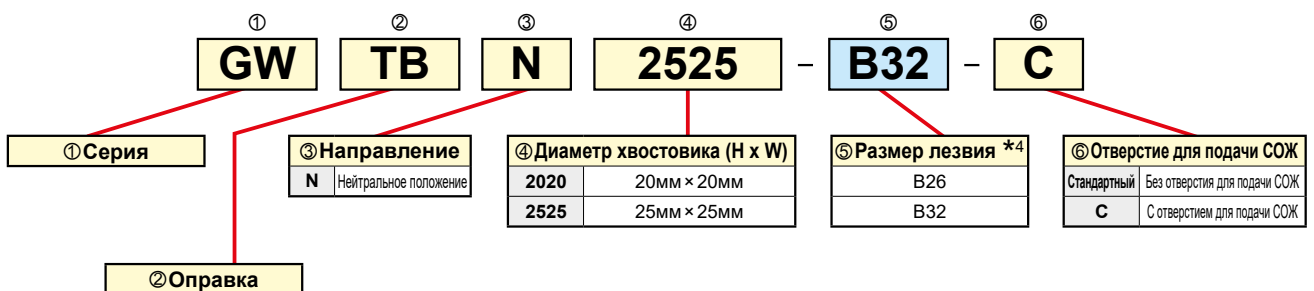 ① ② ③ ④ ⑤ ⑥
GW TB N 2525 – B32 – C
①Серия
③Направление
N Нейтральное положение
④Диаметр хвостовика (H x W)
2020 20мм × 20мм
2525 25мм × 25мм
⑤Размер лезвия *4
B26
B32
⑥Отверстие для подачи СОЖ
Стандартный Без отверстия для подачи СОЖ
C С отверстием для подачи СОЖ
②Оправка